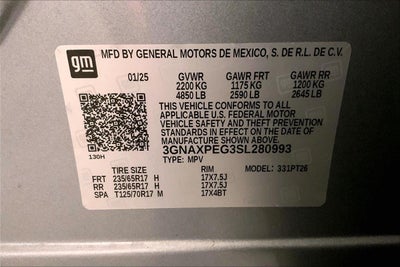 gm
MFD BY GENERAL MOTORS DE MEXICO, S. DE R.L. DE C.V.
01/25 GVWR GAWR FRT GAWR RR
2200 KG 1175 KG 1200 KG
4850 LB 2590 LB 2645 LB
THIS VEHICLE CONFORMS TO ALL
APPLICABLE U.S. FEDERAL MOTOR
VEHICLE SAFETY, BUMPER, AND THEFT
PREVENTION STANDARDS IN
EFFECT ON THE DATE OF
MANUFACTURE SHOWN ABOVE.
3GNAXPEG3SL280993
130H TYPE: MPV
TIRE SIZE RIM MODEL: 331PT26
FRT 235/65R17 H 17X7.5J
RR 235/65R17 H 17X7.5J
SPA T125/70R17 M 17X4BT